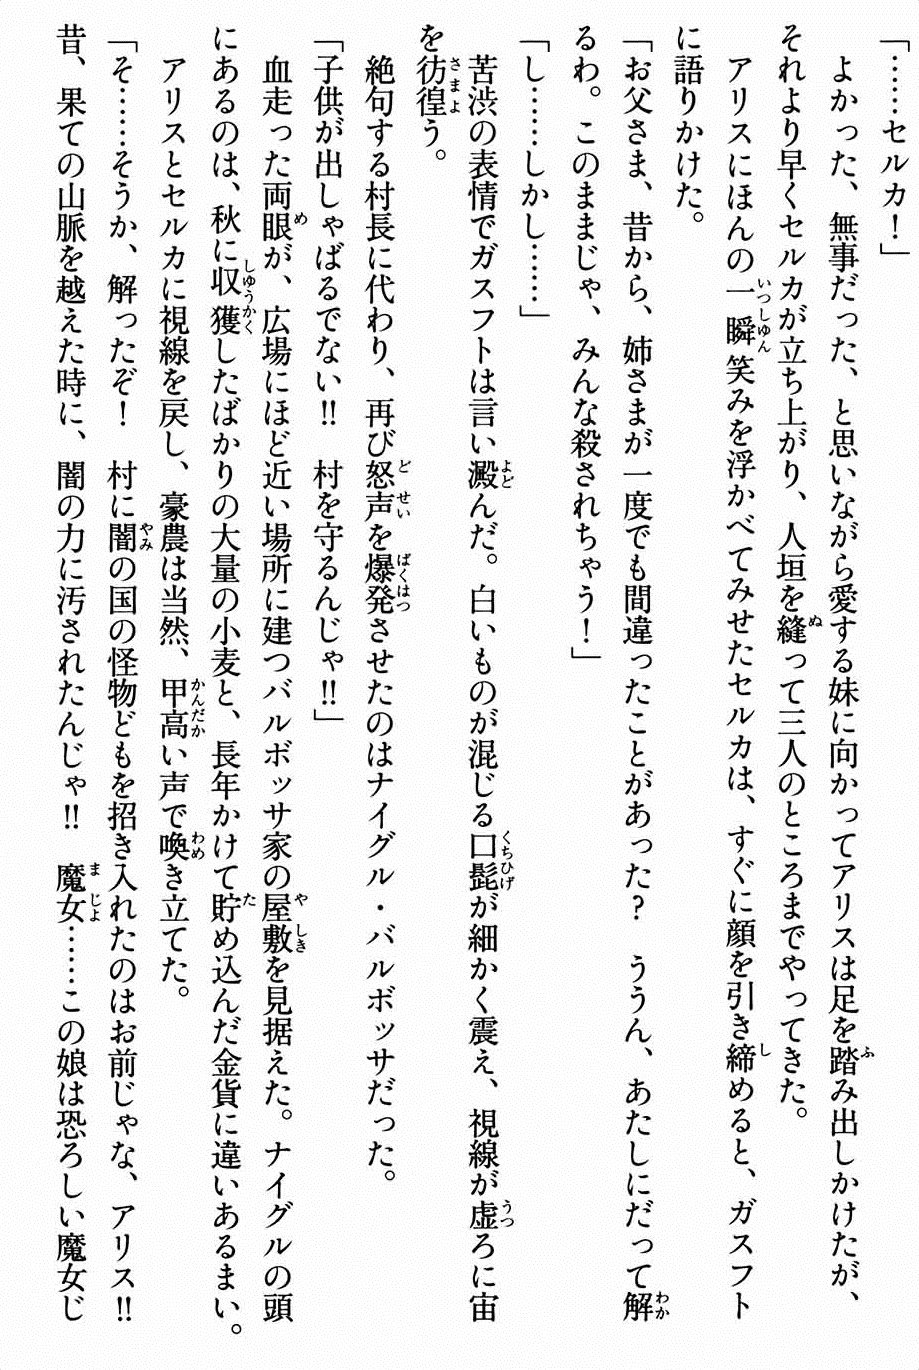 「……セルカ！」
　よかった、無事だった、と思いながら愛する妹に向かってアリスは足を踏み出しかけたが、
それより早くセルカが立ち上がり、人垣を縫って三人のところまでやってきた。
　アリスにほんの一瞬笑みを浮かべてみせたセルカは、すぐに顔を引き締めると、ガスフト
に語りかけた。
「お父さま、昔から、姉さまが一度でも間違ったことがあった？　ううん、あたしにだって解
るわ。このままじゃ、みんな殺されちゃう！」
「し……しかし……」
　苦渋の表情でガスフトは言い澱んだ。白いものが混じる口髭が細かく震え、視線が虚ろに宙
を彷徨う。
　絶句する村長に代わり、再び怒声を爆発させたのはナイグル・バルボッサだった。
「子供が出しゃばるでない!!　村を守るんじゃ!!」
　血走った両眼が、広場にほど近い場所に建つバルボッサ家の屋敷を見据えた。ナイグルの頭
にあるのは、秋に収獲したばかりの大量の小麦と、長年かけて貯め込んだ金貨に違いあるまい。
　アリスとセルカに視線を戻し、豪農は当然、甲高い声で喚き立てた。
「そ……そうか、解ったぞ！　村に闇の国の怪物どもを招き入れたのはお前じゃな、アリス!!
昔、果ての山脈を越えた時に、闇の力に汚されたんじゃ!!　魔女……この娘は恐ろしい魔女じ